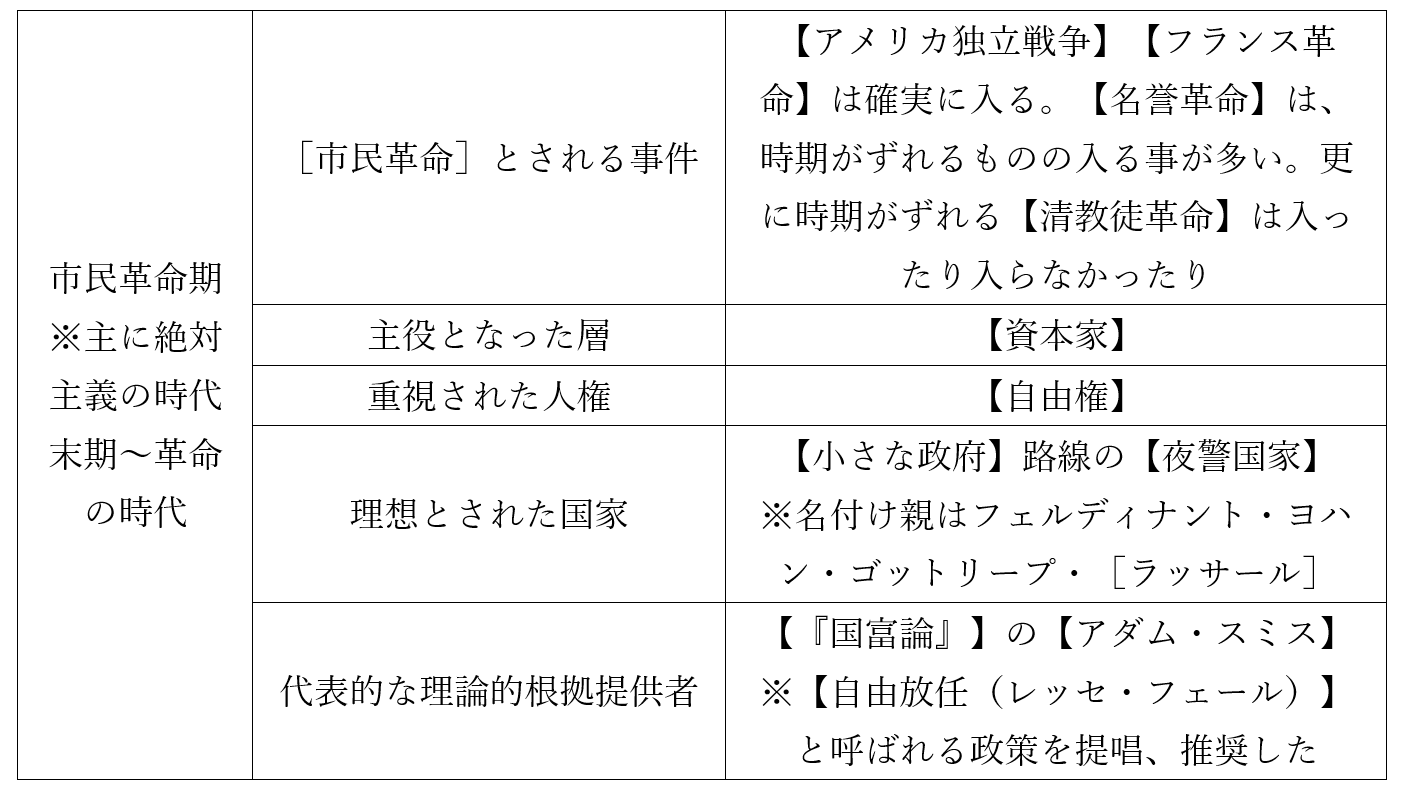 市民革命期
※主に絶対
主義の時代
末期～革命
の時代
［市民革命］とされる事件
【アメリカ独立戦争】【フランス革
命】は確実に入る。【名誉革命】は、
時期がずれるものの入る事が多い。更
に時期がずれる【清教徒革命】は入っ
たり入らなかったり
主役となった層
【資本家】
重視された人権
【自由権】
理想とされた国家
【小さな政府】路線の【夜警国家】
※名付け親はフェルディナント・ヨハ
ン・ゴットリープ・［ラッサール］
代表的な理論的根拠提供者
【『国富論』】の【アダム・スミス】
※【自由放任（レッセ・フェール）】
と呼ばれる政策を提唱、推奨した